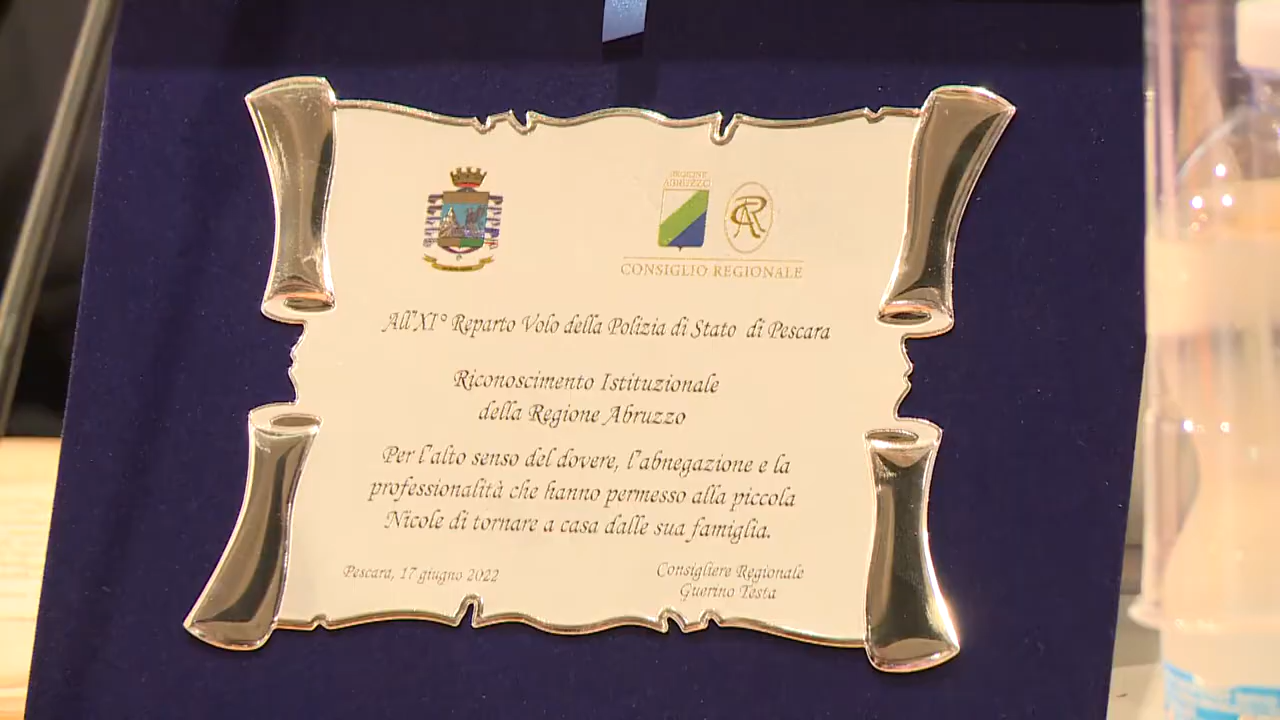 REGIONE
ABRUZZO
CONSIGLIO REGIONALE
All'XI° Reparto Volo della Polizia di Stato di Pescara
Riconoscimento Istituzionale
della Regione Abruzzo
Per l'alto senso del dovere, l'abnegazione e la
professionalità che hanno permesso alla piccola
Nicole di tornare a casa dalle sua famiglia.
Pescara, 17 giugno 2022
Consigliere Regionale
Guerino Testa